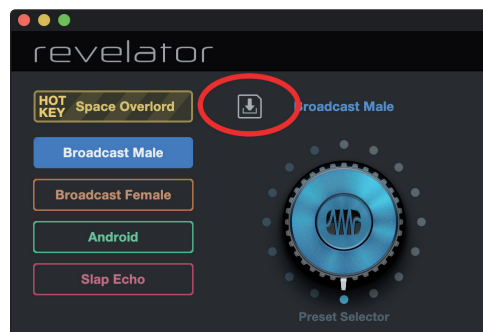 revelator
HOT KEY Space Overlord
Broadcast Male
Broadcast Male
Broadcast Female
Android
Slap Echo
Preset Selector